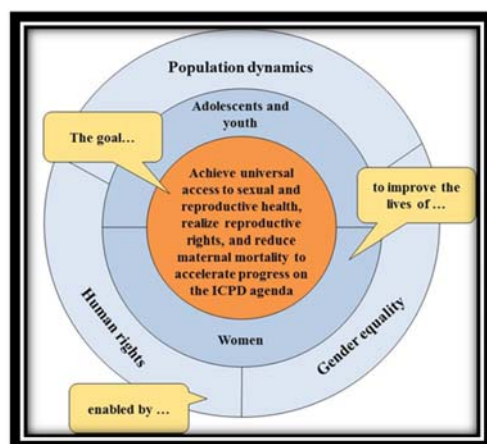 Population dynamics
Adolescents and
youth
The goal…
Achieve universal
access to sexual and
reproductive health,
realize reproductive
rights, and reduce
maternal mortality to
accelerate progress on
the ICPD agenda
to improve the
lives of …
Women
Human rights
Gender equality
enabled by …